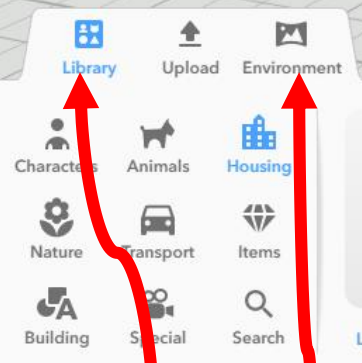 Library Upload Environment
Characters Animals Housing
Nature Transport Items
Building Special Search
L